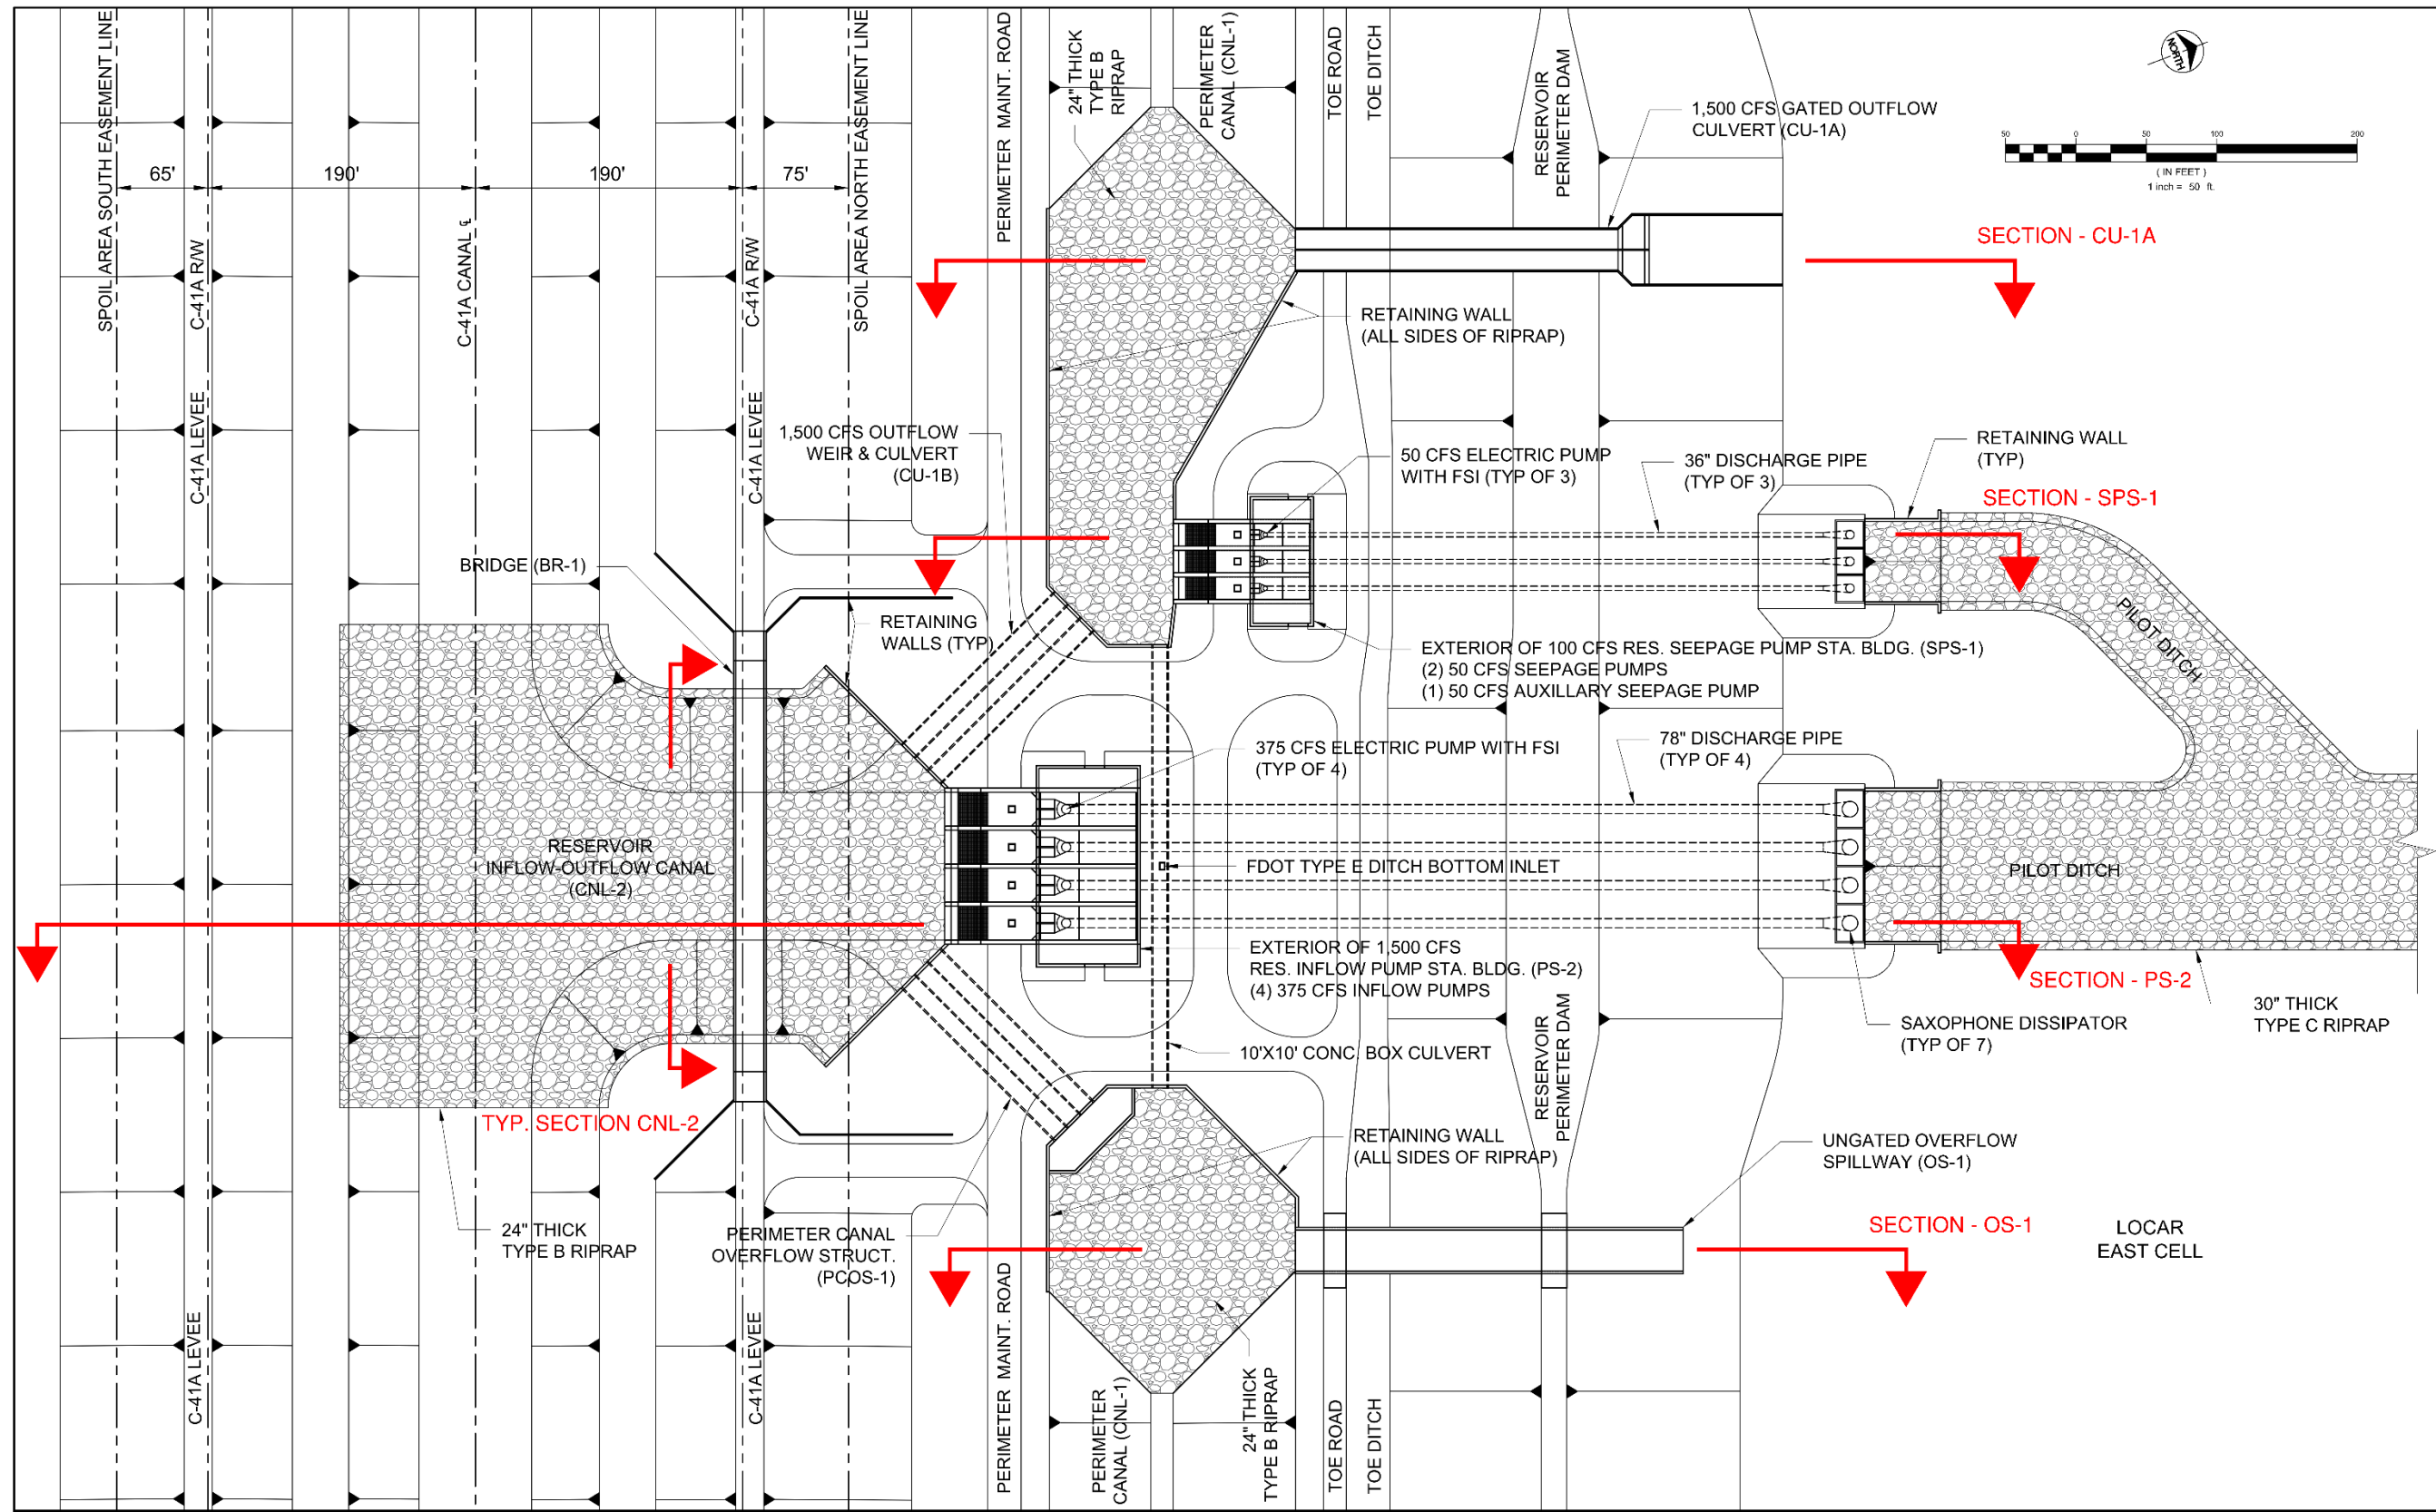 SPOIL AREA SOUTH EASEMENT LINE
C-41A R/W
C-41A CANAL ℄
C-41A R/W
SPOIL AREA NORTH EASEMENT LINE
PERIMETER MAINT. ROAD
24" THICK
TYPE B
RIPRAP
PERIMETER
CANAL (CNL-1)
TOE ROAD
TOE DITCH
RESERVOIR
PERIMETER DAM
1,500 CFS GATED OUTFLOW
CULVERT (CU-1A)
NORTH
50
0
50
100
200
( IN FEET )
1 inch = 50 ft.
65'
190'
190'
75'
SECTION - CU-1A
RETAINING WALL
(ALL SIDES OF RIPRAP)
C-41A LEVEE
C-41A LEVEE
1,500 CFS OUTFLOW
WEIR & CULVERT
(CU-1B)
50 CFS ELECTRIC PUMP
WITH FSI (TYP OF 3)
36" DISCHARGE PIPE
(TYP OF 3)
RETAINING WALL
(TYP)
SECTION - SPS-1
BRIDGE (BR-1)
RETAINING
WALLS (TYP)
EXTERIOR OF 100 CFS RES. SEEPAGE PUMP STA. BLDG. (SPS-1)
(2) 50 CFS SEEPAGE PUMPS
(1) 50 CFS AUXILLARY SEEPAGE PUMP
PILOT DITCH
375 CFS ELECTRIC PUMP WITH FSI
(TYP OF 4)
78" DISCHARGE PIPE
(TYP OF 4)
RESERVOIR
INFLOW-OUTFLOW CANAL
(CNL-2)
FDOT TYPE E DITCH BOTTOM INLET
PILOT DITCH
EXTERIOR OF 1,500 CFS
RES. INFLOW PUMP STA. BLDG. (PS-2)
(4) 375 CFS INFLOW PUMPS
SECTION - PS-2
30" THICK
TYPE C RIPRAP
SAXOPHONE DISSIPATOR
(TYP OF 7)
10'X10' CONC. BOX CULVERT
RESERVOIR
PERIMETER DAM
TYP. SECTION CNL-2
RETAINING WALL
(ALL SIDES OF RIPRAP)
UNGATED OVERFLOW
SPILLWAY (OS-1)
24" THICK
TYPE B RIPRAP
PERIMETER CANAL
OVERFLOW STRUCT.
(PCOS-1)
SECTION - OS-1
LOCAR
EAST CELL
C-41A LEVEE
C-41A LEVEE
PERIMETER MAINT. ROAD
PERIMETER
CANAL (CNL-1)
24" THICK
TYPE B RIPRAP
TOE ROAD
TOE DITCH